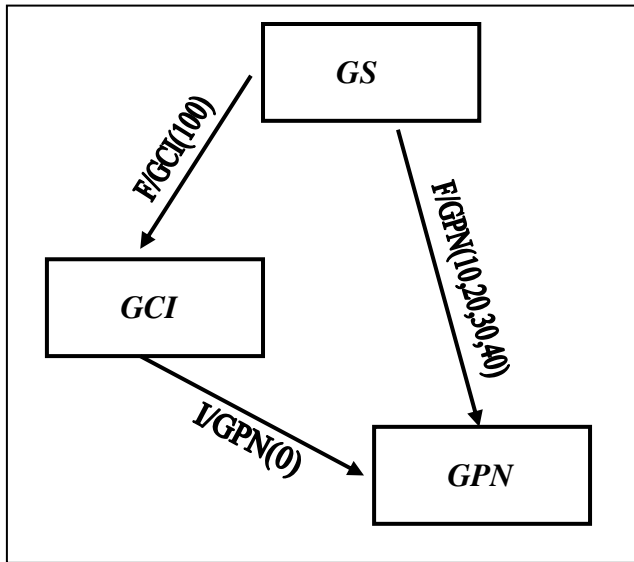 GS
F/GCI(100)
F/GPN(10,20,30,40)
GCI
I/GPN(0)
GPN